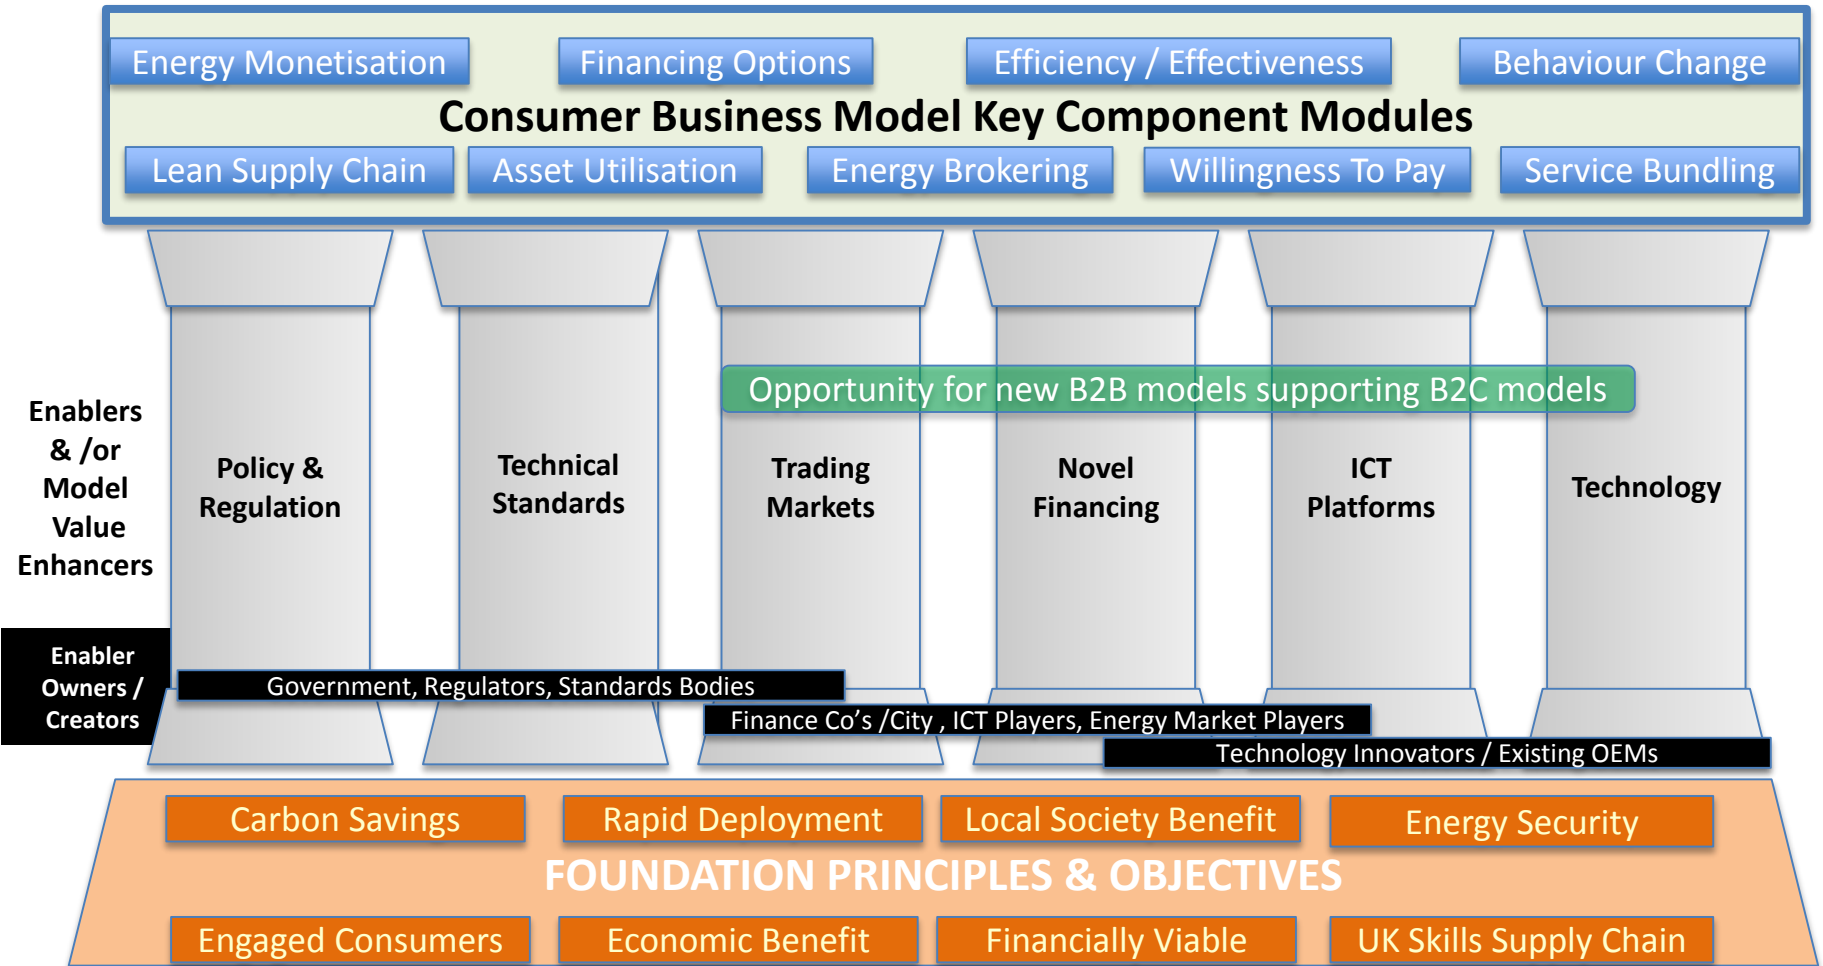 Energy Monetisation
Financing Options
Efficiency / Effectiveness
Behaviour Change
Consumer Business Model Key Component Modules
Lean Supply Chain
Asset Utilisation
Energy Brokering
Willingness To Pay
Service Bundling
Opportunity for new B2B models supporting B2C models
Enablers
& /or
Model
Value
Enhancers
Policy &
Regulation
Technical
Standards
Trading
Markets
Novel
Financing
ICT
Platforms
Technology
Enabler
Owners /
Creators
Government, Regulators, Standards Bodies
Finance Co's /City , ICT Players, Energy Market Players
Technology Innovators / Existing OEMs
Carbon Savings
Rapid Deployment
Local Society Benefit
Energy Security
FOUNDATION PRINCIPLES & OBJECTIVES
Engaged Consumers
Economic Benefit
Financially Viable
UK Skills Supply Chain